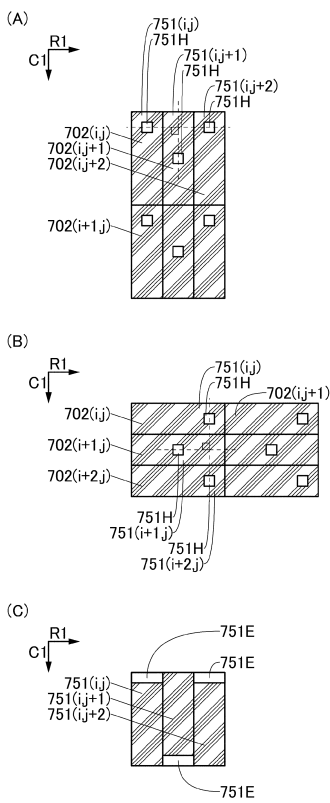 (A)
R1
C1
751(i,j)
751H
751(i,j+1)
751H
751(i,j+2)
751H
702(i,j)
702(i,j+1)
702(i,j+2)
702(i+1,j)
(B)
R1
C1
751(i,j)
751H
702(i,j+1)
702(i,j)
702(i+1,j)
702(i+2,j)
751H
751(i+1,j)
751H
751(i+2,j)
(C)
R1
C1
751E
751E
751(i,j)
751(i,j+1)
751(i,j+2)
751E